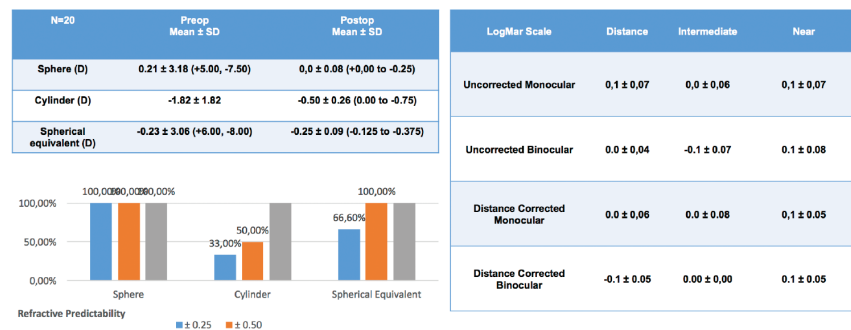 N=20 Preop Mean ± SD Postop Mean ± SD
Sphere (D) 0.21 ± 3.18 (+5.00, -7.50) 0,0 ± 0.08 (+0,00 to -0.25)
Cylinder (D) -1.82 ± 1.82 -0.50 ± 0.26 (0.00 to -0.75)
Spherical equivalent (D) -0.23 ± 3.06 (+6.00, -8.00) -0.25 ± 0.09 (-0.125 to -0.375)
LogMar Scale Distance Intermediate Near
Uncorrected Monocular 0,1 ± 0,07 0,0 ± 0,06 0,1 ± 0,07
Uncorrected Binocular 0.0 ± 0,04 -0.1 ± 0.07 0.1 ± 0.08
Distance Corrected Monocular 0.0 ± 0,06 0.0 ± 0.08 0,1 ± 0.05
Distance Corrected Binocular -0.1 ± 0.05 0.00 ± 0,00 0.1 ± 0.05
100,00%
50,00%
0,00%
33,00%
50,00%
66,60%
100,00%
Sphere Cylinder Spherical Equivalent
Refractive Predictability
± 0.25 ± 0.50